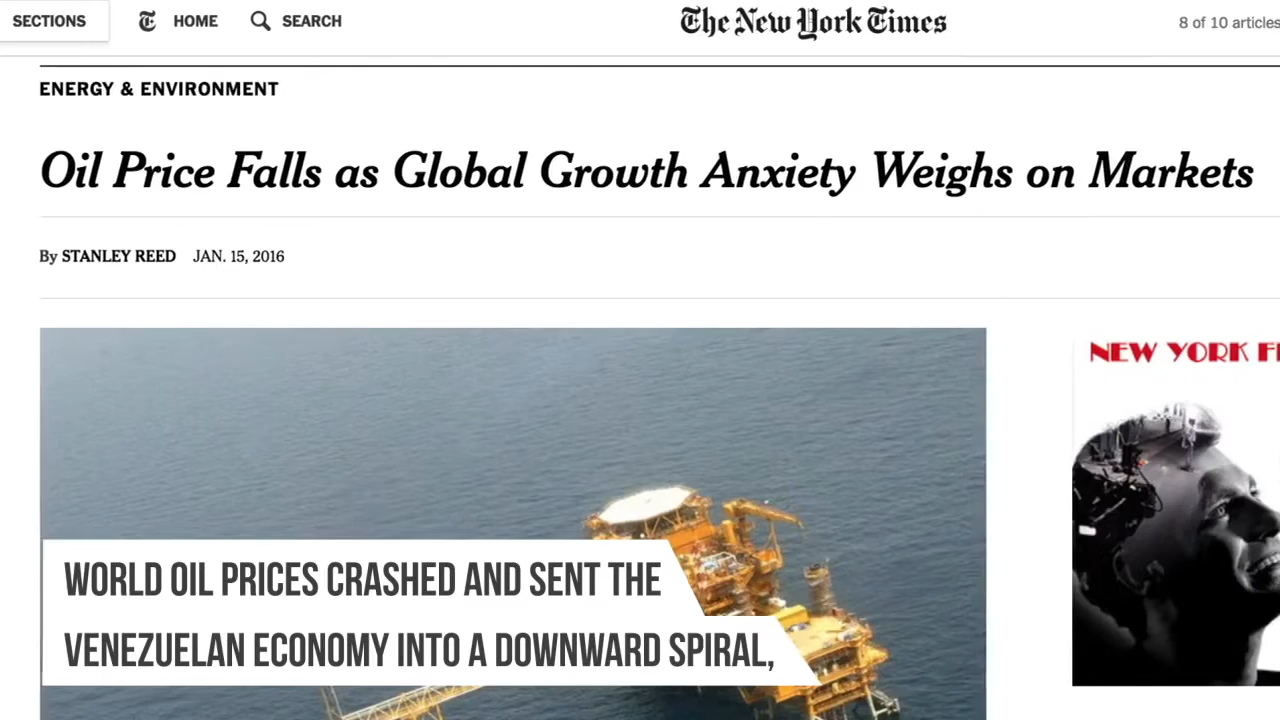 SECTIONS
HOME
SEARCH
The New York Times
8 of 10 articles
ENERGY & ENVIRONMENT
Oil Price Falls as Global Growth Anxiety Weighs on Markets
By STANLEY REED JAN. 15, 2016
NEW YORK
WORLD OIL PRICES CRASHED AND SENT THE
VENEZUELAN ECONOMY INTO A DOWNWARD SPIRAL,